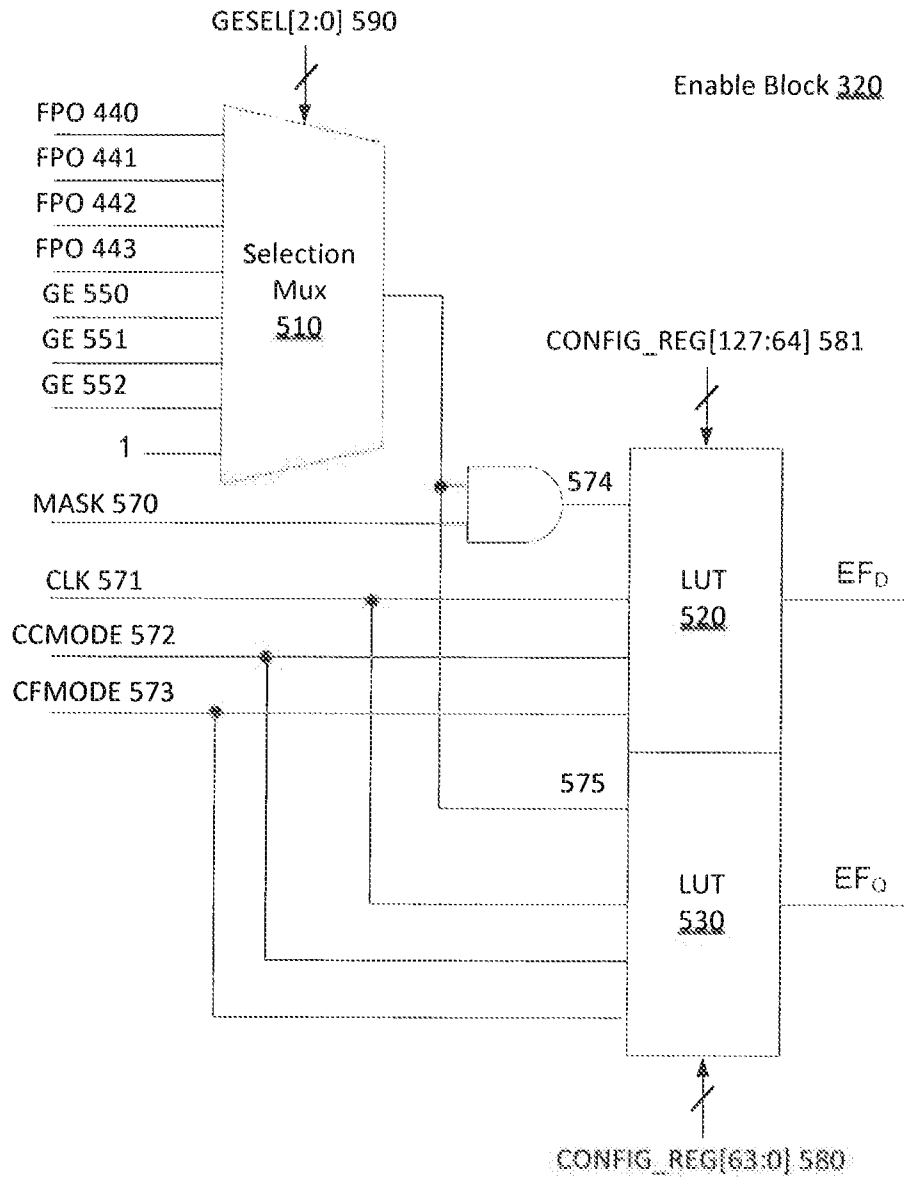 GESEL[2:0] 590
Enable Block 320
FPO 440
FPO 441
FPO 442
FPO 443
GE 550
GE 551
GE 552
1
Selection
Mux
510
CONFIG_REG[127:64] 581
MASK 570
574
CLK 571
LUT
520
EF_D
CCMODE 572
CFMODE 573
575
LUT
530
EF_Q
CONFIG_REG[63:0] 580